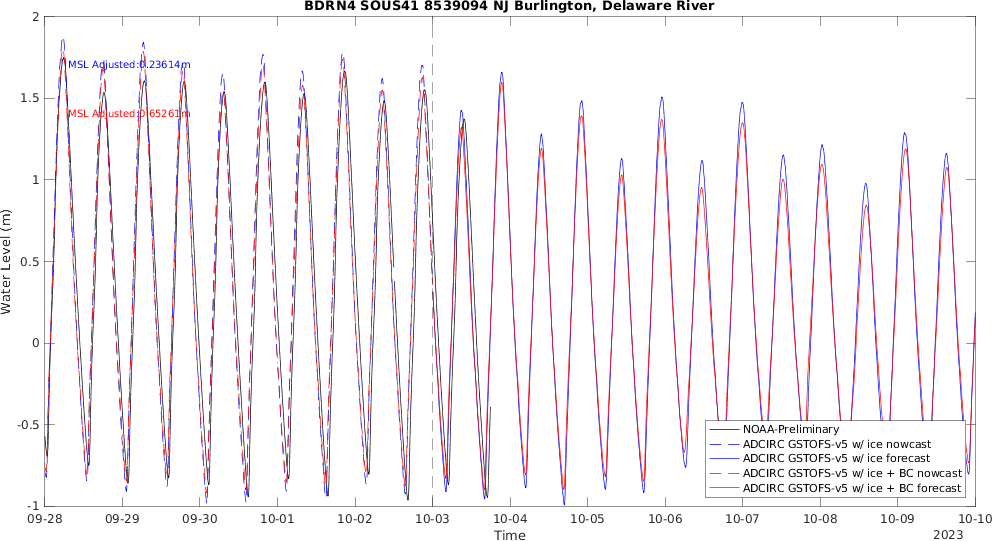 BDRN4 SOUS41 8539094 NJ Burlington, Delaware River
2
1.5
1
0.5
0
-0.5
-1
Water Level (m)
MSL Adjusted:0.23614m
MSL Adjusted:0.65261m
NOAA-Preliminary
ADCIRC GSTOFS-v5 w/ ice nowcast
ADCIRC GSTOFS-v5 w/ ice forecast
ADCIRC GSTOFS-v5 w/ ice + BC nowcast
ADCIRC GSTOFS-v5 w/ ice + BC forecast
09-28 09-29 09-30 10-01 10-02 10-03 10-04 10-05 10-06 10-07 10-08 10-09 10-10
Time
2023